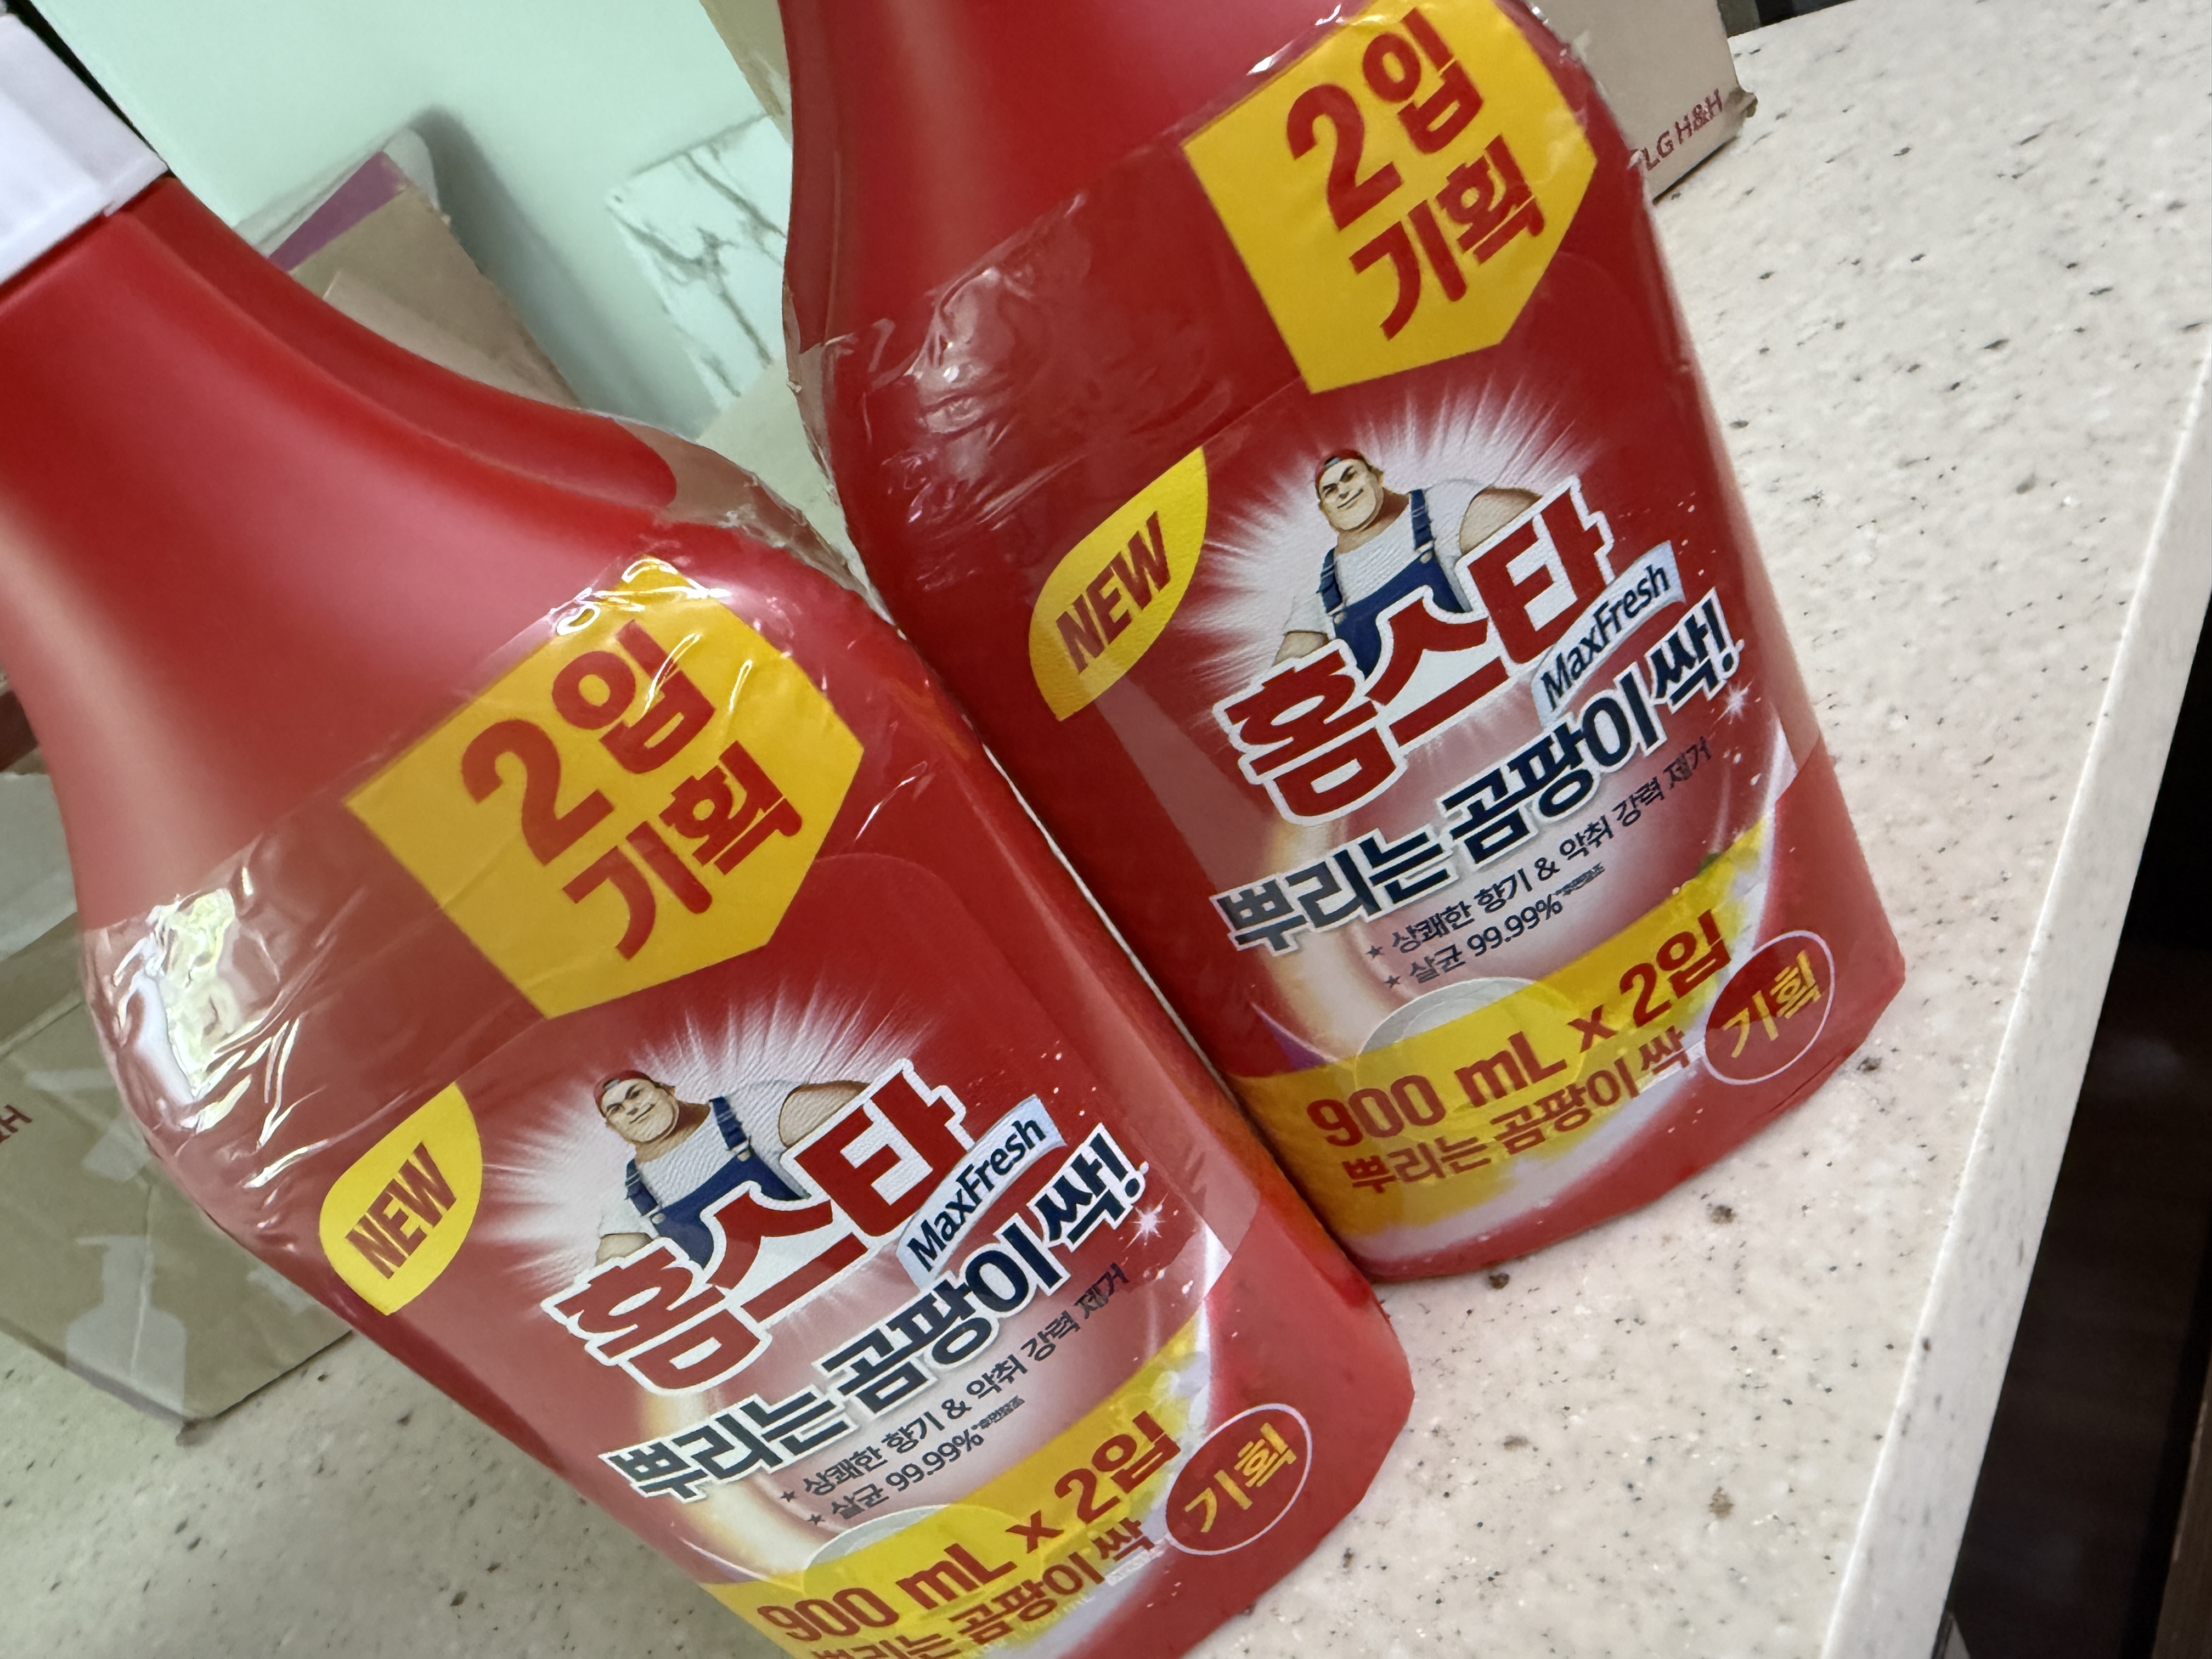 2입
기획
NEW
홈스타
MaxFresh
뿌리는 곰팡이 싹!
★ 상쾌한 향기 & 악취 강력 제거
★ 살균 99.99%
900 mL x 2입
뿌리는 곰팡이 싹
기획
2입
기획
NEW
홈스타
MaxFresh
뿌리는 곰팡이 싹!
★ 상쾌한 향기 & 악취 강력 제거
★ 살균 99.99%
900 mL x 2입
뿌리는 곰팡이 싹
기획
LG H&H